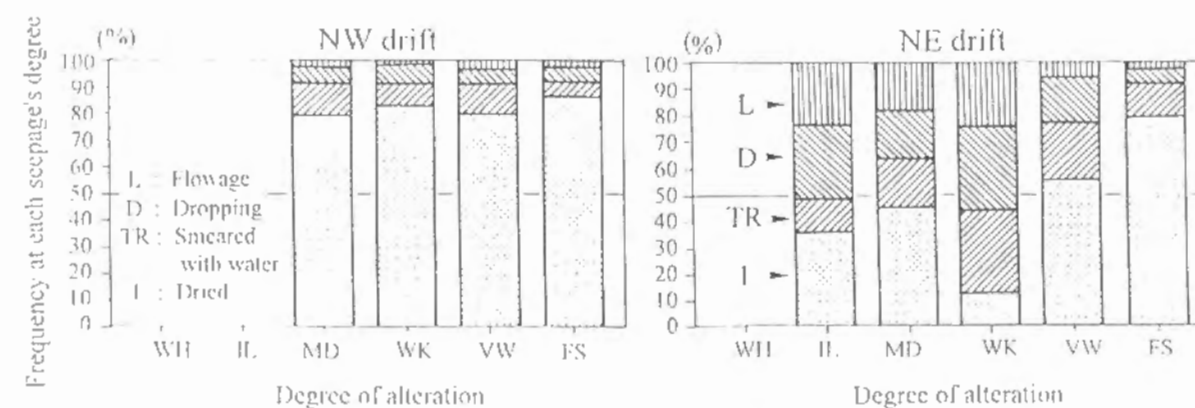 Frequency at each seepage's degree
(%)
NW drift
100
90
80
70
60
50
40
30
20
10
0
L : Flowage
D : Dropping
TR : Smeared
with water
I : Dried
WH IL MD WK VW FS
Degree of alteration
(%)
NE drift
100
90
80
70
60
50
40
30
20
10
0
L
D
TR
I
WH IL MD WK VW FS
Degree of alteration